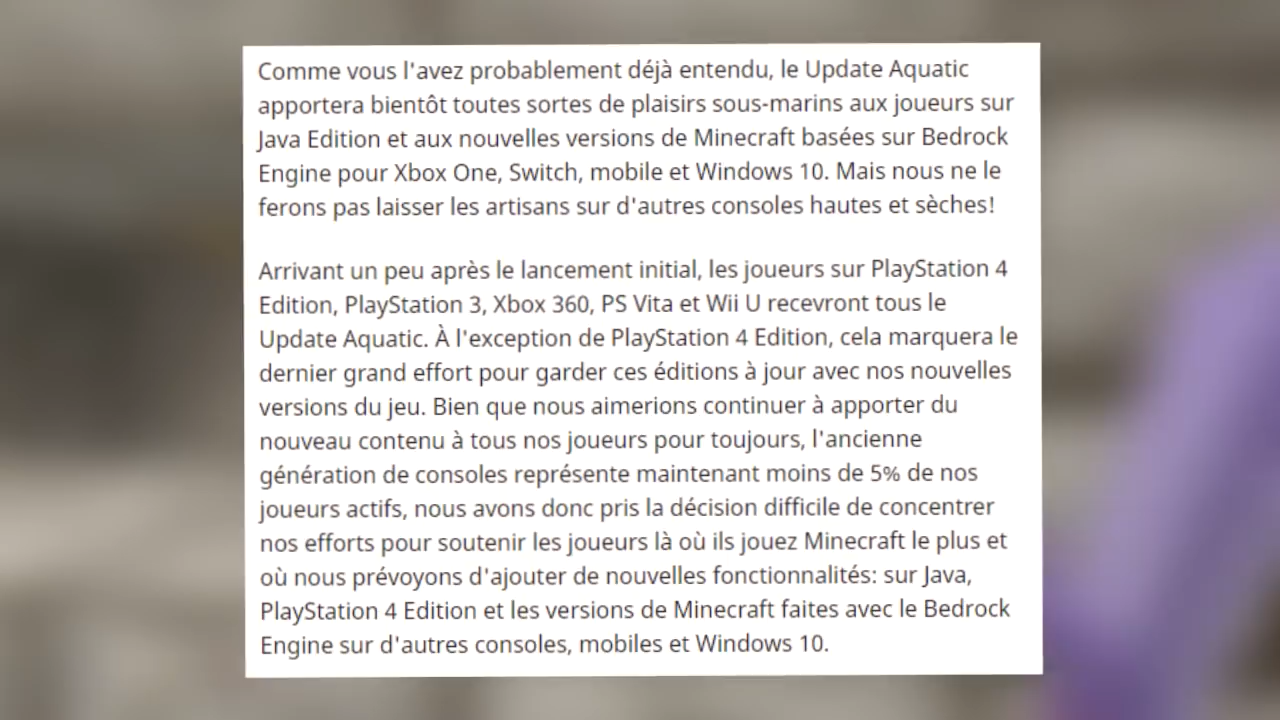 Comme vous l'avez probablement déjà entendu, le Update Aquatic
apportera bientôt toutes sortes de plaisirs sous-marins aux joueurs sur
Java Edition et aux nouvelles versions de Minecraft basées sur Bedrock
Engine pour Xbox One, Switch, mobile et Windows 10. Mais nous ne le
ferons pas laisser les artisans sur d'autres consoles hautes et sèches!
Arrivant un peu après le lancement initial, les joueurs sur PlayStation 4
Edition, PlayStation 3, Xbox 360, PS Vita et Wii U recevront tous le
Update Aquatic. À l'exception de PlayStation 4 Edition, cela marquera le
dernier grand effort pour garder ces éditions à jour avec nos nouvelles
versions du jeu. Bien que nous aimerions continuer à apporter du
nouveau contenu à tous nos joueurs pour toujours, l'ancienne
génération de consoles représente maintenant moins de 5% de nos
joueurs actifs, nous avons donc pris la décision difficile de concentrer
nos efforts pour soutenir les joueurs là où ils jouez Minecraft le plus et
où nous prévoyons d'ajouter de nouvelles fonctionnalités: sur Java,
PlayStation 4 Edition et les versions de Minecraft faites avec le Bedrock
Engine sur d'autres consoles, mobiles et Windows 10.